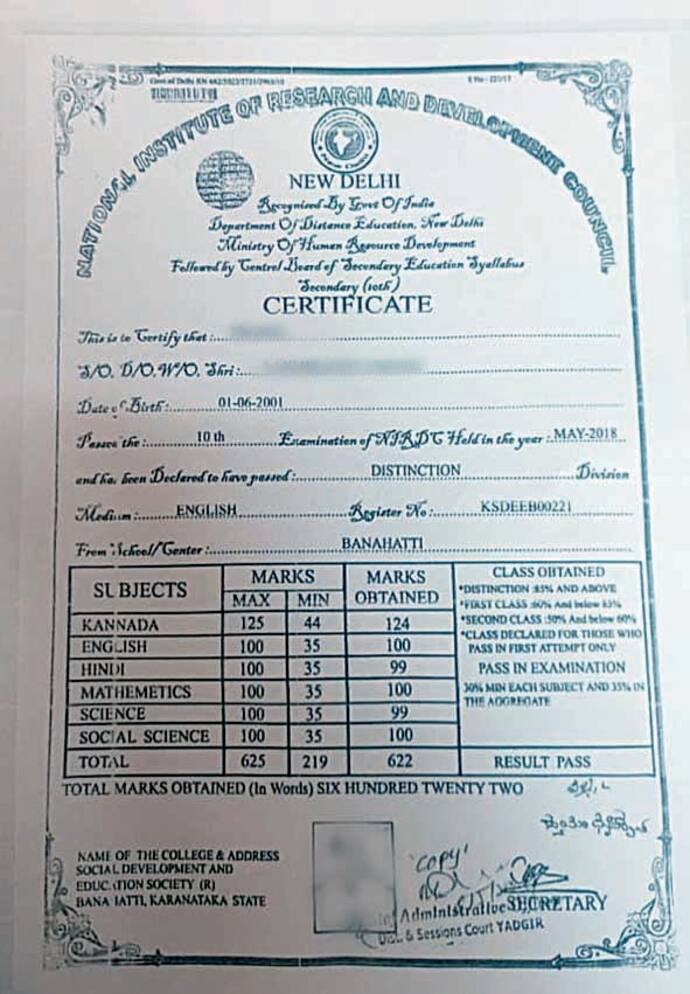 NATIONAL INSTITUTE OF RESEARCH AND DEVELOPMENT COUNCIL
NEW DELHI
Recognised By Govt Of India
Department Of Distance Education, New Delhi
Ministry Of Human Resource Development
Followed by Central Board of Secondary Education Syallabus
Secondary (10th)
CERTIFICATE
This is to Certify that :
S/O, D/O, W/O, Shri:
Date of Birth: 01-06-2001
Passed the: 10 th Examination of NIRDC Held in the year : MAY-2018
and has been Declared to have passed: DISTINCTION Division
Medium: ENGLISH Register No : KSDEEB00221
From School/Center : BANAHATTI
SUBJECTS MARKS MARKS OBTAINED CLASS OBTAINED
MAX MIN
*DISTINCTION :85% AND ABOVE
*FIRST CLASS :60% And below 85%
*SECOND CLASS :50% And below 60%
*CLASS DECLARED FOR THOSE WHO
PASS IN FIRST ATTEMPT ONLY
PASS IN EXAMINATION
30% MIN EACH SUBJECT AND 35% IN
THE AGGREGATE
KANNADA 125 44 124
ENGLISH 100 35 100
HINDI 100 35 99
MATHEMETICS 100 35 100
SCIENCE 100 35 99
SOCIAL SCIENCE 100 35 100
TOTAL 625 219 622 RESULT PASS
TOTAL MARKS OBTAINED (In Words) SIX HUNDRED TWENTY TWO
NAME OF THE COLLEGE & ADDRESS
SOCIAL DEVELOPMENT AND
EDUCATION SOCIETY (R)
BANAHATTI, KARANATAKA STATE
'copy'
SECRETARY
Administrative
& Sessions Court YADGIR